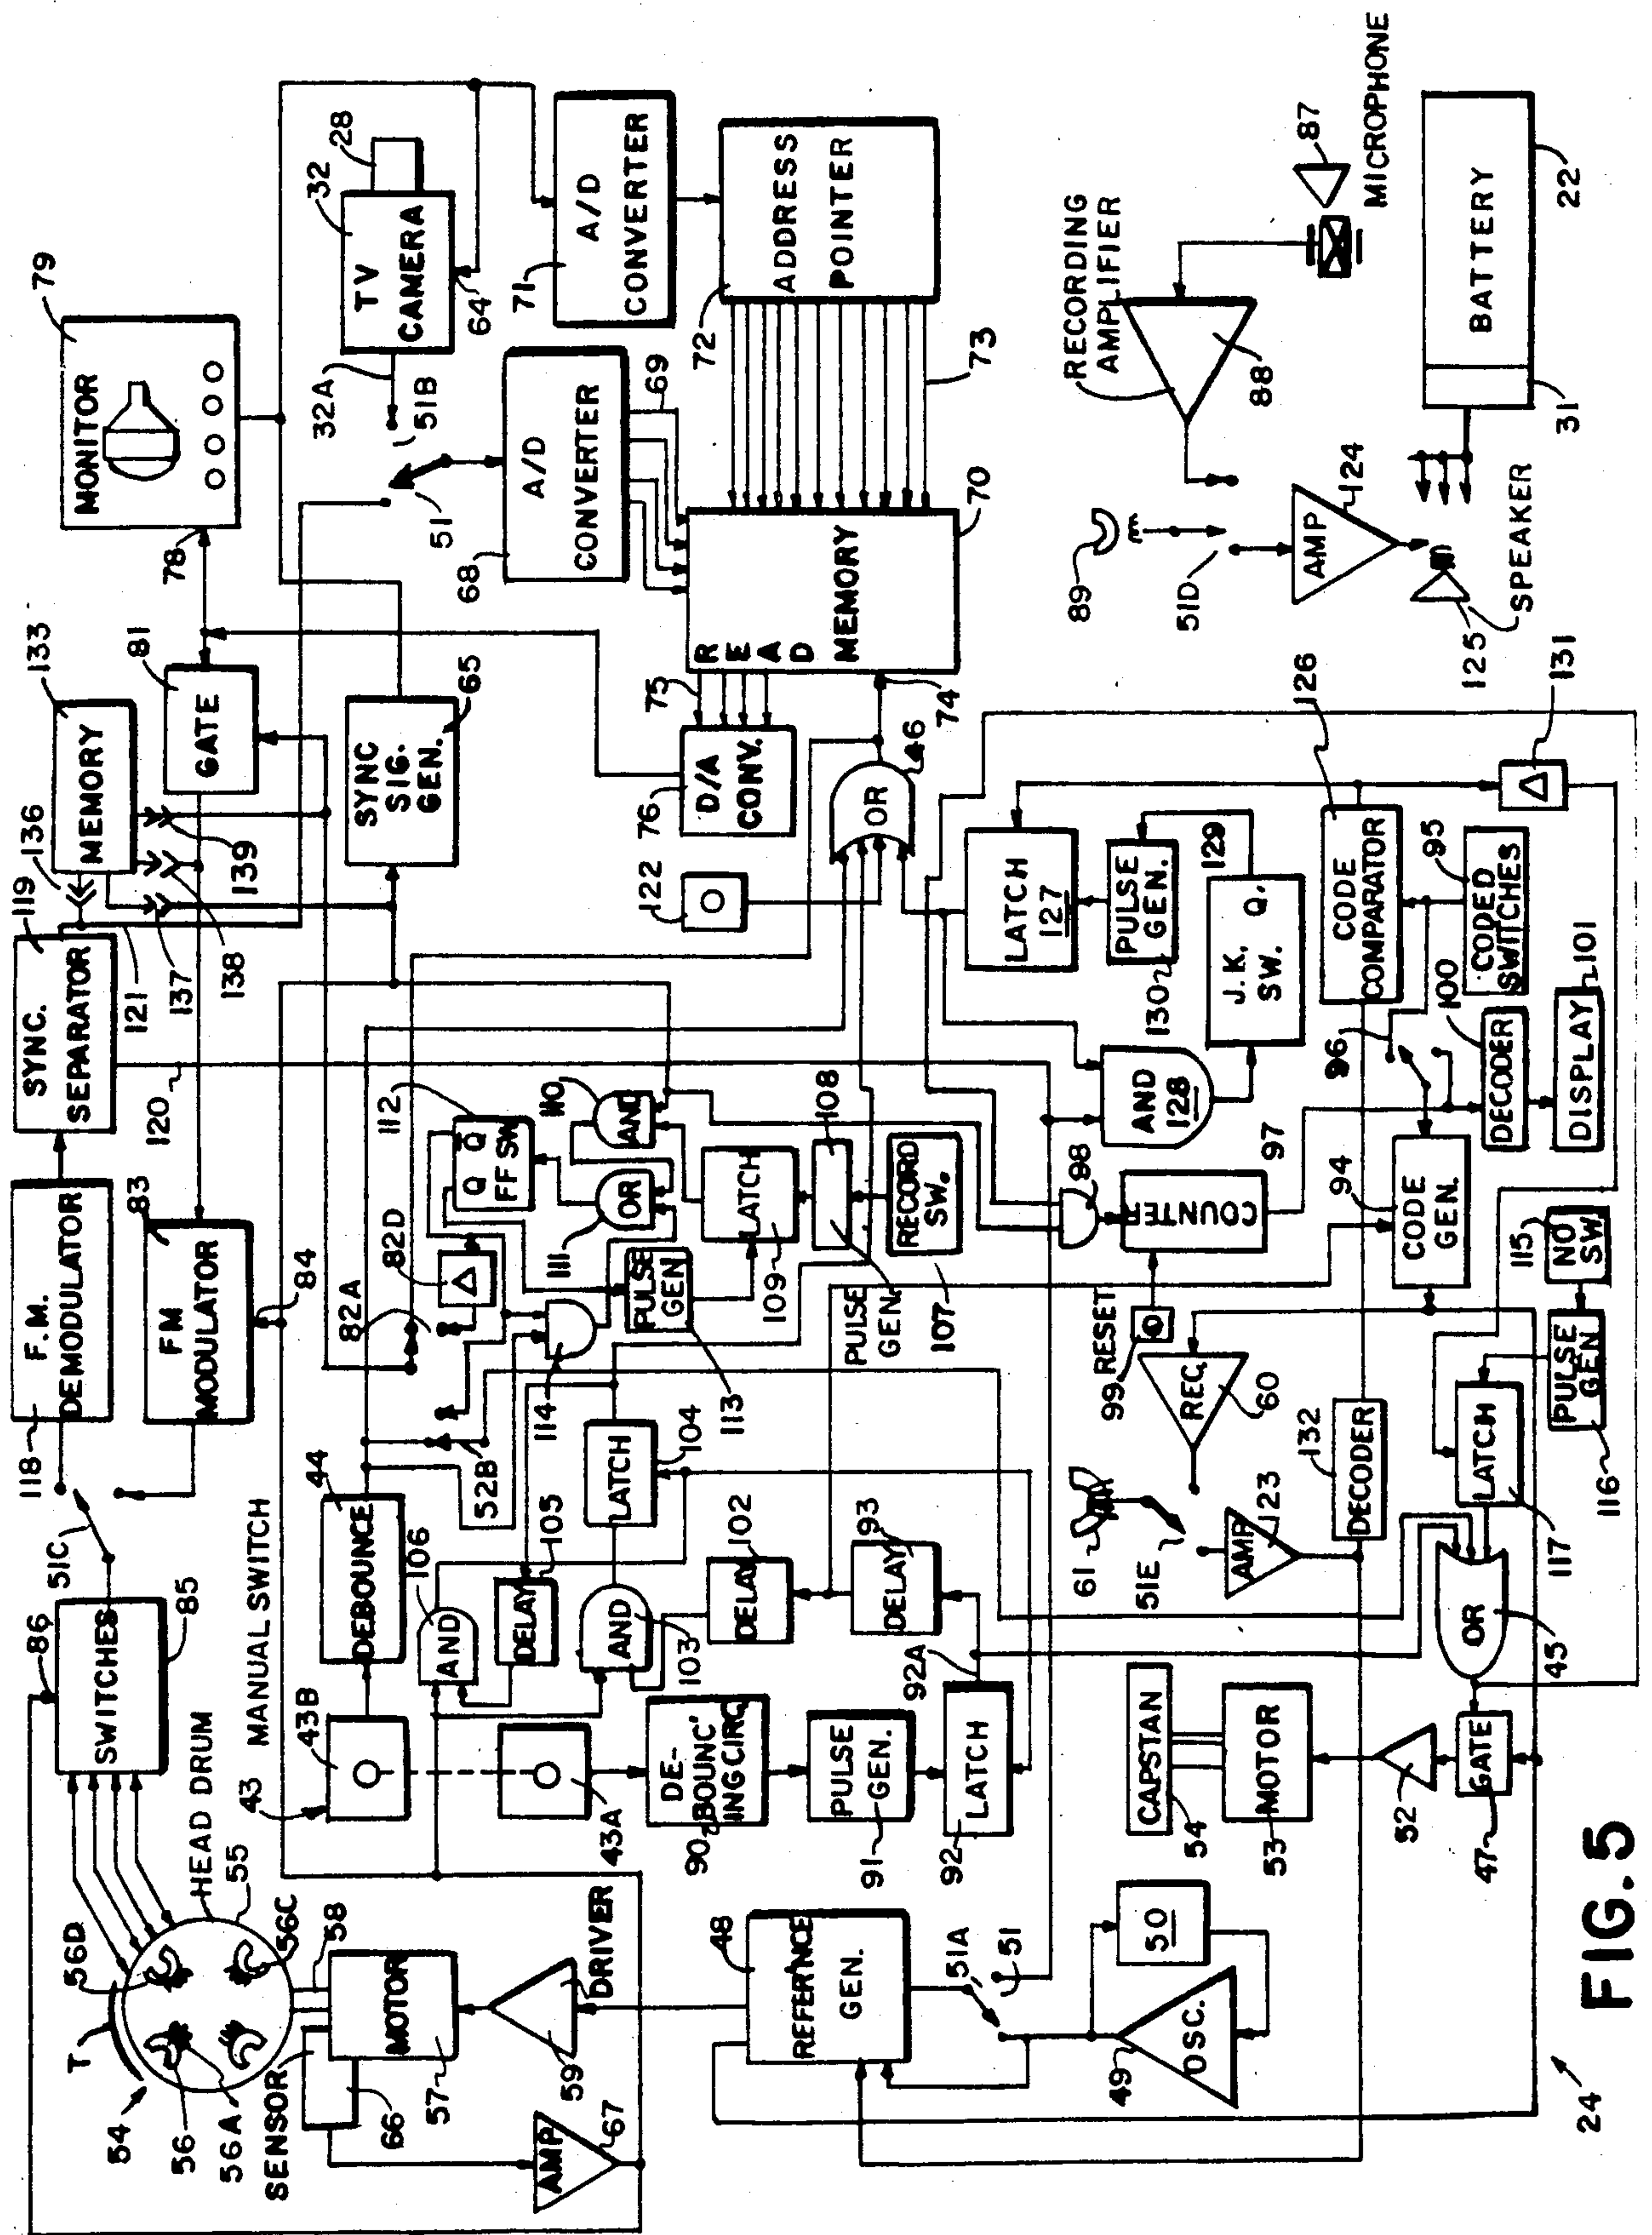 54
T
56D
HEAD DRUM
55
56
56A
56C
58
SENSOR
66
57
MOTOR
59
DRIVER
AMP
67
86
SWITCHES
85
51C
118
F.M.
DEMODULATOR
FM
MODULATOR
83
84
119
SYNC.
SEPARATOR
120
121
136
137
138
139
MEMORY
133
GATE
81
78
MONITOR
79
SYNC
SIG.
GEN.
65
32A
51B
51
TV
CAMERA
32
28
64
43
43B
MANUAL SWITCH
43A
44
DEBOUNCE
106
AND
DELAY
105
AND
103
LATCH
104
52B
82A
82D
Δ
114
113
PULSE
GEN
111
OR
112
Q Q
FF SW
110
AND
109
LATCH
108
PULSE
GEN.
RECORD
SW.
107
122
76
D/A
CONV.
75
READ
MEMORY
70
74
OR
46
68
A/D
CONVERTER
69
71
A/D
CONVERTER
72
ADDRESS
POINTER
73
90
DE-
BOUNC'
ING CIRC.
91
PULSE
GEN.
92
LATCH
92A
DELAY
93
DELAY
102
48
REFERENCE
GEN.
51A
51
49
OSC.
50
CAPSTAN
54
53
MOTOR
52
47
GATE
OR
45
61
51E
AMP
123
REC.
60
99
RESET
98
COUNTER
97
AND
128
LATCH
127
PULSE
GEN.
130
129
J.K.
SW.
Q,
132
DECODER
94
CODE
GEN.
96
CODE
COMPARATOR
126
95
CODED
SWITCHES
100
DECODER
101
DISPLAY
131
Δ
117
LATCH
116
PULSE
GEN
115
NO
SW
89
51D
AMP
124
125
SPEAKER
RECORDING
AMPLIFIER
88
87
MICROPHONE
31
BATTERY
22
24
FIG.5